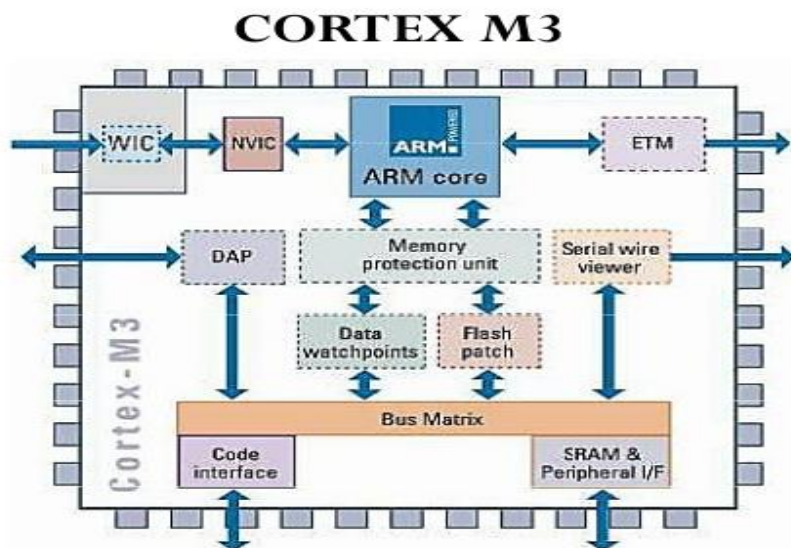 CORTEX M3
WIC
NVIC
ARM POWERED
ARM core
ETM
DAP
Memory
protection unit
Serial wire
viewer
Data
watchpoints
Flash
patch
Cortex-M3
Bus Matrix
Code
interface
SRAM &
Peripheral I/F